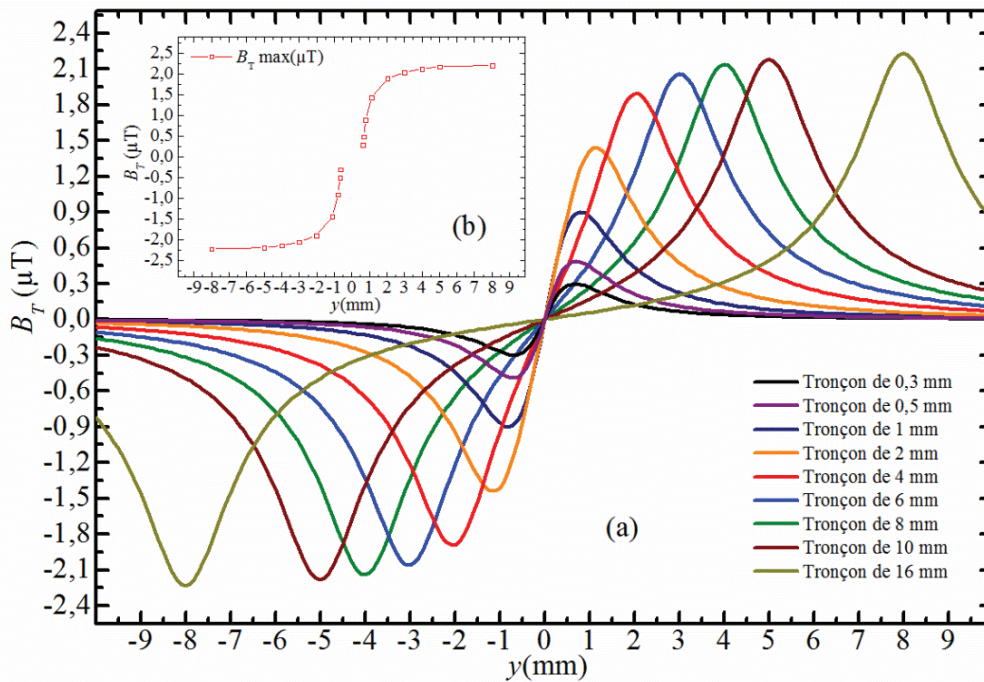 2,4
2,1
1,8
1,5
1,2
0,9
0,6
0,3
0,0
-0,3
-0,6
-0,9
-1,2
-1,5
-1,8
-2,1
-2,4
B_T (µT)
2,5
2,0
1,5
1,0
0,5
0,0
-0,5
-1,0
-1,5
-2,0
-2,5
B_T (µT)
B_T max(µT)
(b)
-9 -8 -7 -6 -5 -4 -3 -2 -1 0 1 2 3 4 5 6 7 8 9
y(mm)
(a)
Tronçon de 0,3 mm
Tronçon de 0,5 mm
Tronçon de 1 mm
Tronçon de 2 mm
Tronçon de 4 mm
Tronçon de 6 mm
Tronçon de 8 mm
Tronçon de 10 mm
Tronçon de 16 mm
-9 -8 -7 -6 -5 -4 -3 -2 -1 0 1 2 3 4 5 6 7 8 9
y(mm)